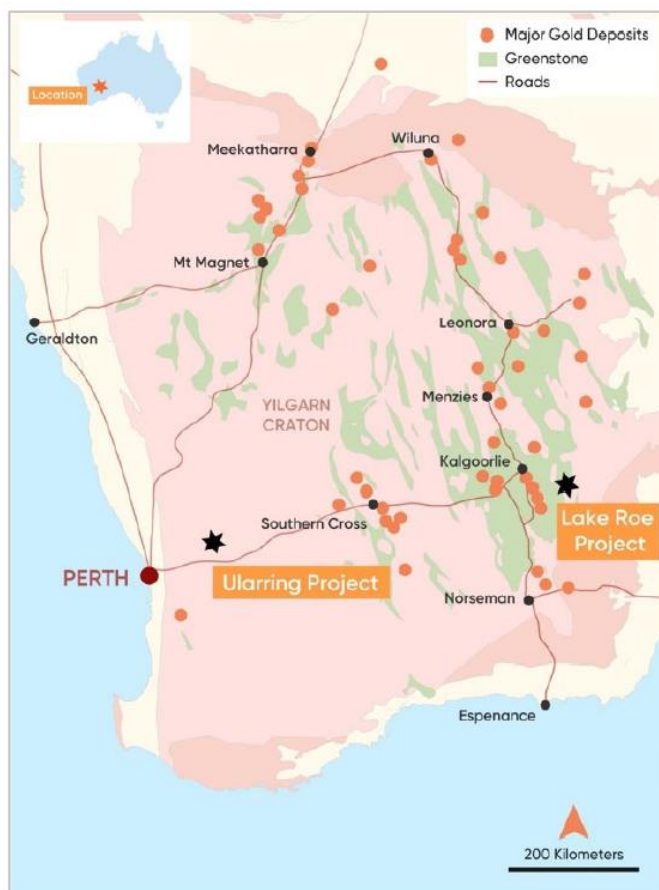 Location
Major Gold Deposits
Greenstone
Roads
Meekatharra
Wiluna
Mt Magnet
Geraldton
Leonora
Menzies
YILGARN
CRATON
Kalgoorlie
Southern Cross
Lake Roe
Project
PERTH
Ularring Project
Norseman
Espenance
200 Kilometers